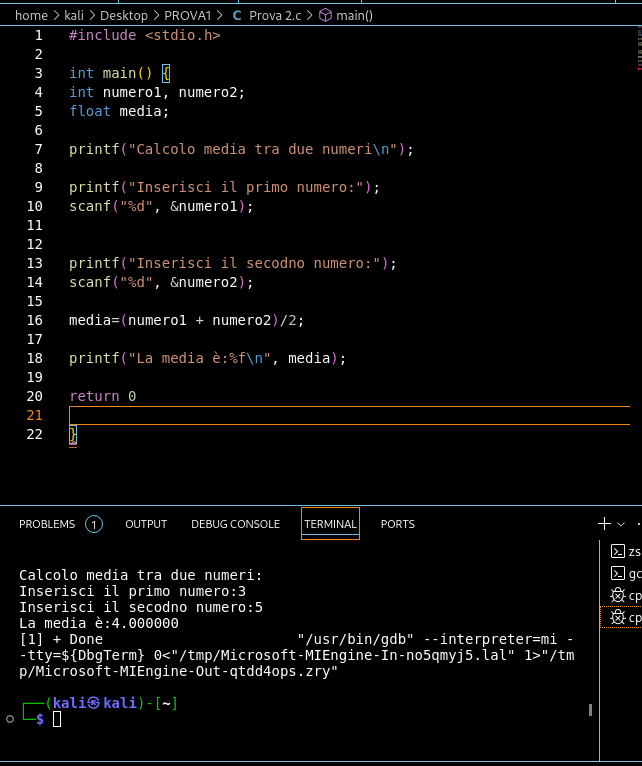 home > kali > Desktop > PROVA1 > C Prova 2.c > main()
1 #include <stdio.h>
2
3 int main() {
4 int numero1, numero2;
5 float media;
6
7 printf("Calcolo media tra due numeri\n");
8
9 printf("Inserisci il primo numero:");
10 scanf("%d", &numero1);
11
12
13 printf("Inserisci il secodno numero:");
14 scanf("%d", &numero2);
15
16 media=(numero1 + numero2)/2;
17
18 printf("La media è:%f\n", media);
19
20 return 0
21
22 }
PROBLEMS 1 OUTPUT DEBUG CONSOLE TERMINAL PORTS
zs
gc
cp
cp
Calcolo media tra due numeri:
Inserisci il primo numero:3
Inserisci il secodno numero:5
La media è:4.000000
[1] + Done "/usr/bin/gdb" --interpreter=mi -
-tty=${DbgTerm} 0<"/tmp/Microsoft-MIEngine-In-no5qmyj5.lal" 1>"/tm
p/Microsoft-MIEngine-Out-qtdd4ops.zry"
┌──(kali㉿kali)-[~]
└─$